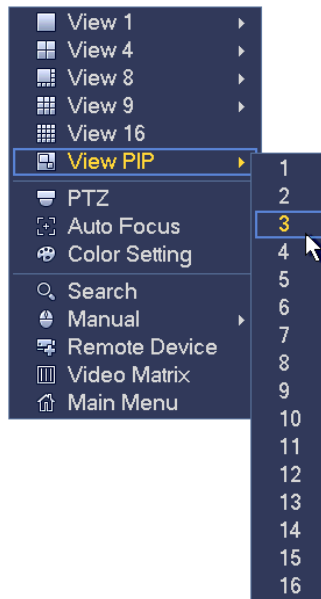 View 1
View 4
View 8
View 9
View 16
View PIP
PTZ
Auto Focus
Color Setting
Search
Manual
Remote Device
Video Matrix
Main Menu
1
2
3
4
5
6
7
8
9
10
11
12
13
14
15
16